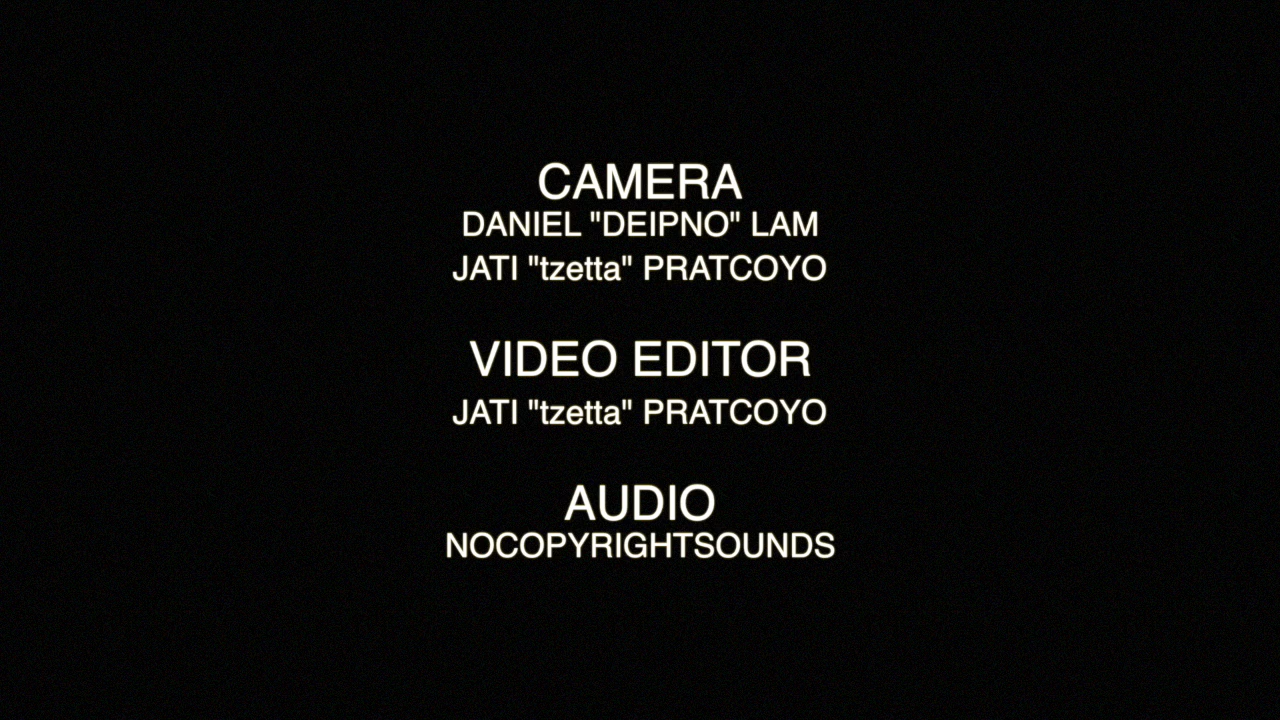 CAMERA
DANIEL "DEIPNO" LAM
JATI "tzetta" PRATCOYO
VIDEO EDITOR
JATI "tzetta" PRATCOYO
AUDIO
NOCOPYRIGHTSOUNDS